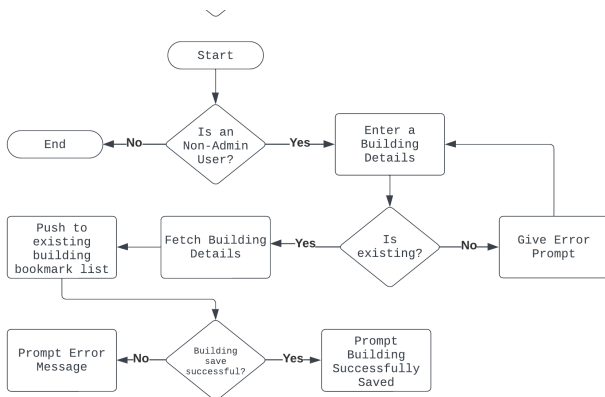 Start
End
No
Is an
Non-Admin
User?
Yes
Enter a
Building
Details
Push to
existing
building
bookmark list
Fetch Building
Details
Yes
Is
existing?
No
Give Error
Prompt
Prompt Error
Message
No
Building
save
successful?
Yes
Prompt
Building
Successfully
Saved